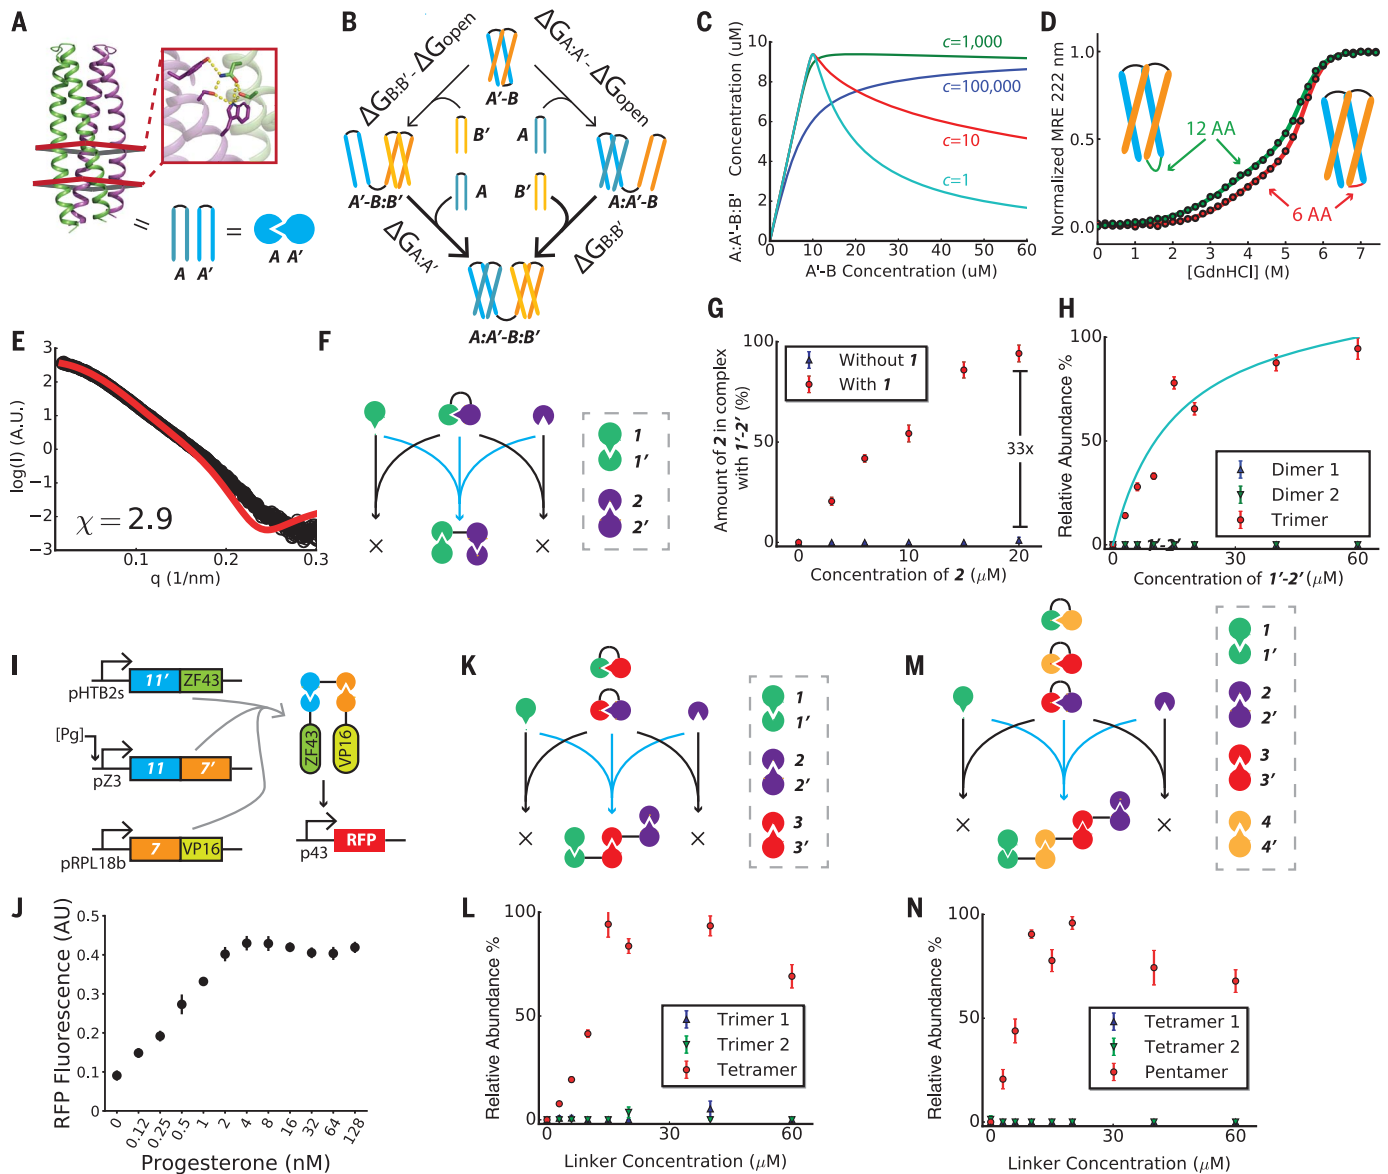 A
A A'
=
=
A A'
B
ΔG B:B' - ΔG open
ΔG A:A' - ΔG open
A'-B
B'
A
A
B'
A'-B:B'
A:A'-B
ΔG A:A'
ΔG B:B'
A:A'-B:B'
C
A:A'-B:B' Concentration (uM)
10
8
6
4
2
0
c=1,000
c=100,000
c=10
c=1
0 10 20 30 40 50 60
A'-B Concentration (uM)
D
Normalized MRE 222 nm
1.0
0.5
0.0
12 AA
6 AA
0 1 2 3 4 5 6 7
[GdnHCl] (M)
E
log(I) (A.U.)
3
2
1
0
−1
−2
−3
χ = 2.9
0.1 0.2 0.3
q (1/nm)
F
1
1'
2
2'
G
Amount of 2 in complex
with 1'-2' (%)
100
50
0
Without 1
With 1
33x
0 10 20
Concentration of 2 (μM)
H
Relative Abundance %
100
50
0
Dimer 1
Dimer 2
Trimer
1'-2'
0 30 60
Concentration of 1'-2' (μM)
I
11' ZF43
pHTB2s
[Pg]
11 7'
pZ3
7 VP16
pRPL18b
ZF43
VP16
RFP
p43
J
RFP Fluorescence (AU)
0.5
0.4
0.3
0.2
0.1
0
0 0.12 0.25 0.5 1 2 4 8 16 32 64 128
Progesterone (nM)
K
1
1'
2
2'
3
3'
L
Relative Abundance %
100
50
0
Trimer 1
Trimer 2
Tetramer
0 30 60
Linker Concentration (μM)
M
1
1'
2
2'
3
3'
4
4'
N
Relative Abundance %
100
50
0
Tetramer 1
Tetramer 2
Pentamer
0 30 60
Linker Concentration (μM)